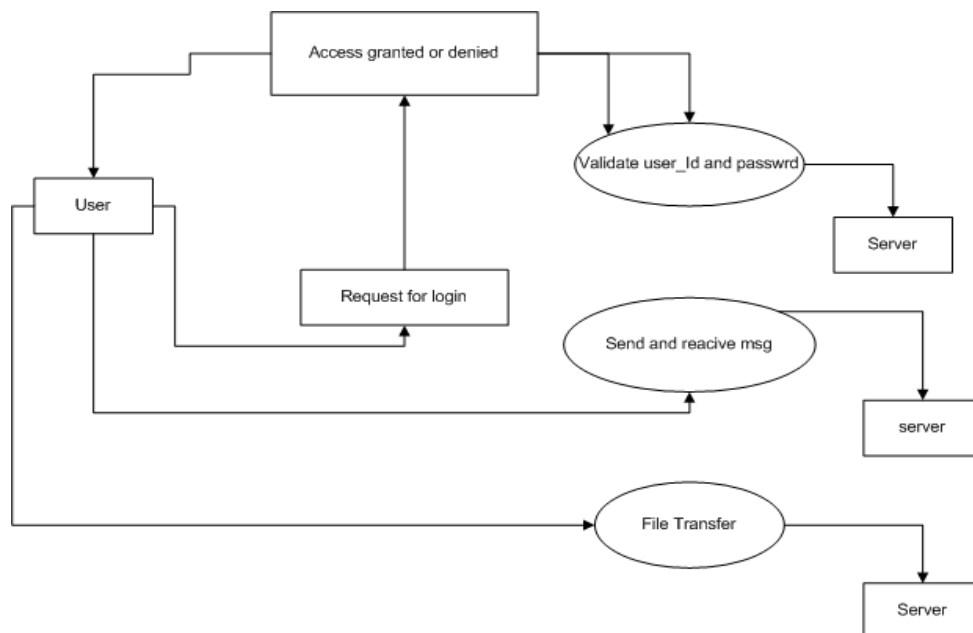 Access granted or denied
Validate user_Id and passwrd
User
Server
Request for login
Send and reacive msg
server
File Transfer
Server